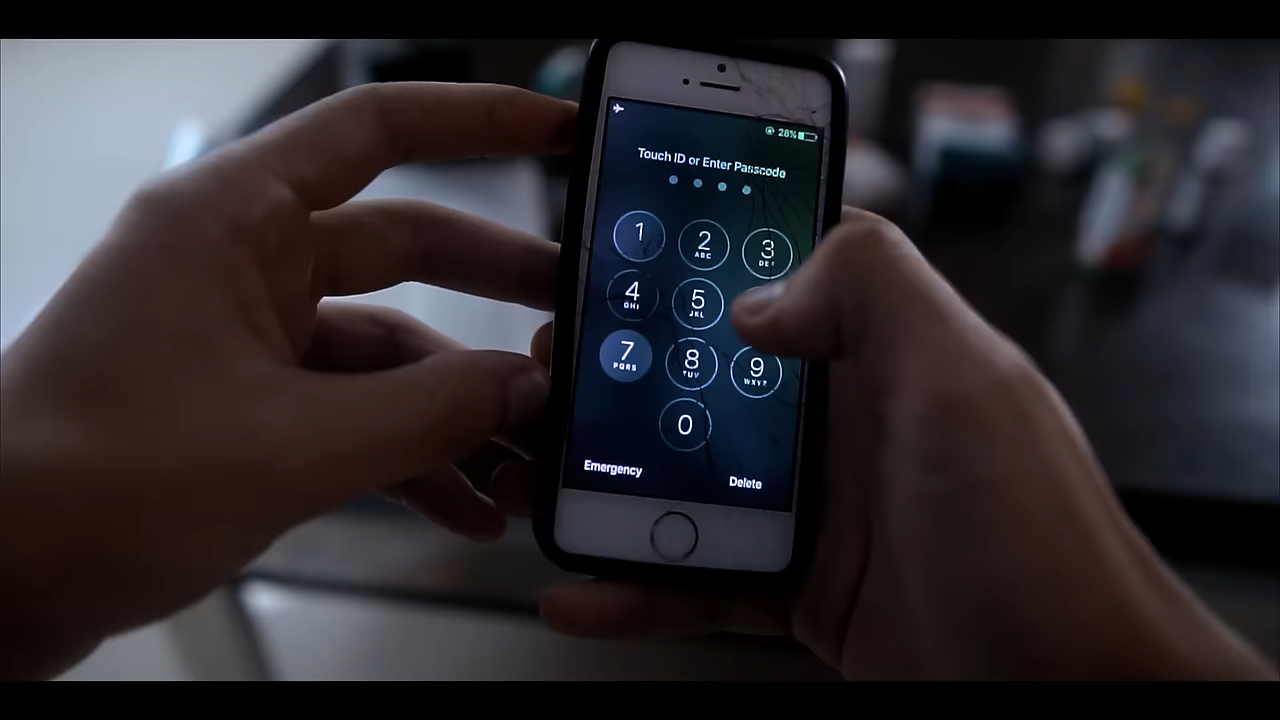 28%
Touch ID or Enter Passcode
1
2
ABC
3
DEF
4
GHI
5
JKL
7
PQRS
8
TUV
9
WXYZ
0
Emergency
Delete